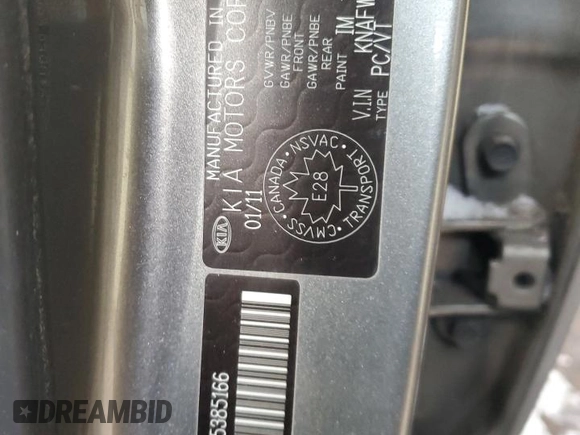 MANUFACTURED IN
KIA MOTORS COR
01/11
GVWR/PNBV
GAWR/PNBE
FRONT
GAWR/PNBE
REAR
PAINT IM
V.I.N KNAFW
TYPE PC/VT
KIA
CANADA • NSVAC •
TRANSPORT
CMVSS •
E28
5385166
DREAMBID